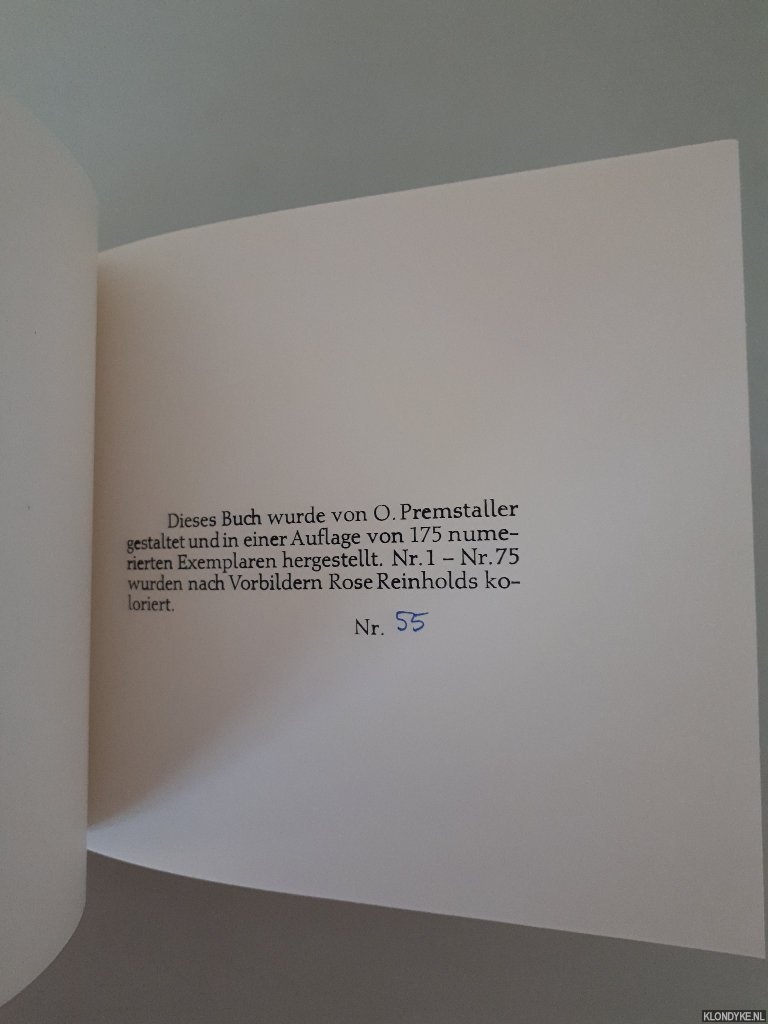 Dieses Buch wurde von O. Premstaller
gestaltet und in einer Auflage von 175 nume-
rierten Exemplaren hergestellt. Nr. 1 – Nr. 75
wurden nach Vorbildern Rose Reinholds ko-
loriert.
Nr. 55
KLONDYKE.NL